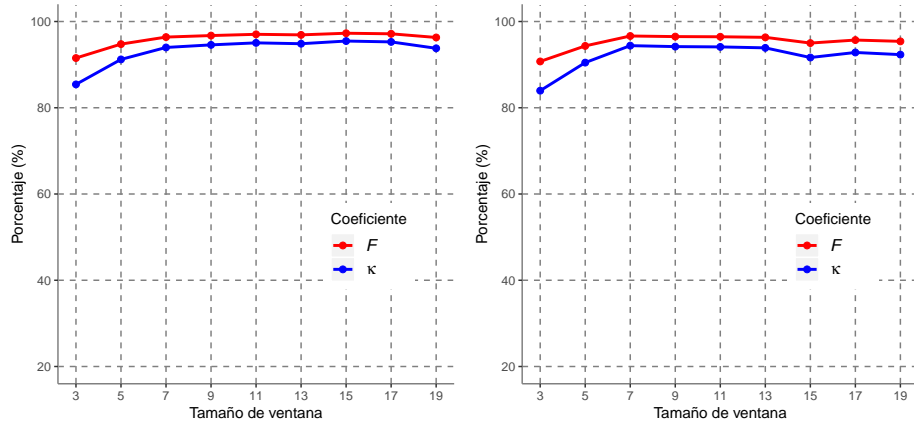 Porcentaje (%)
100
80
60
40
20
Coeficiente
F
κ
3 5 7 9 11 13 15 17 19
Tamaño de ventana
Porcentaje (%)
100
80
60
40
20
Coeficiente
F
κ
3 5 7 9 11 13 15 17 19
Tamaño de ventana